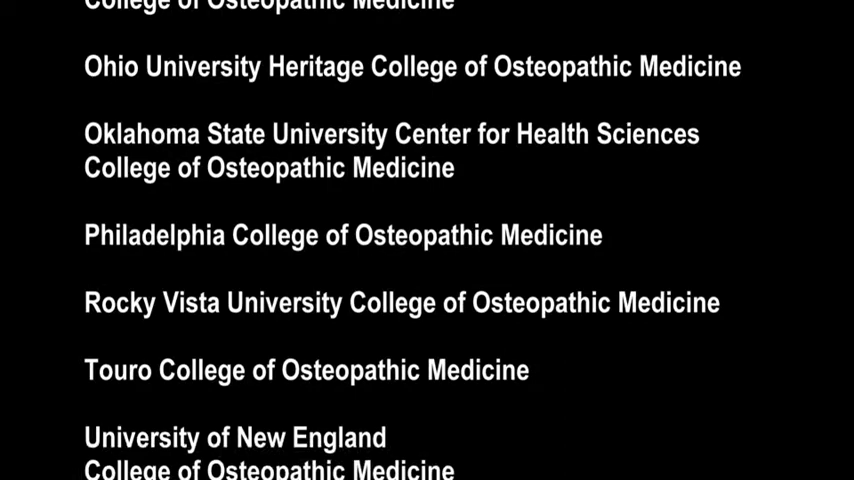 College of Osteopathic Medicine
Ohio University Heritage College of Osteopathic Medicine
Oklahoma State University Center for Health Sciences
College of Osteopathic Medicine
Philadelphia College of Osteopathic Medicine
Rocky Vista University College of Osteopathic Medicine
Touro College of Osteopathic Medicine
University of New England
College of Osteopathic Medicine